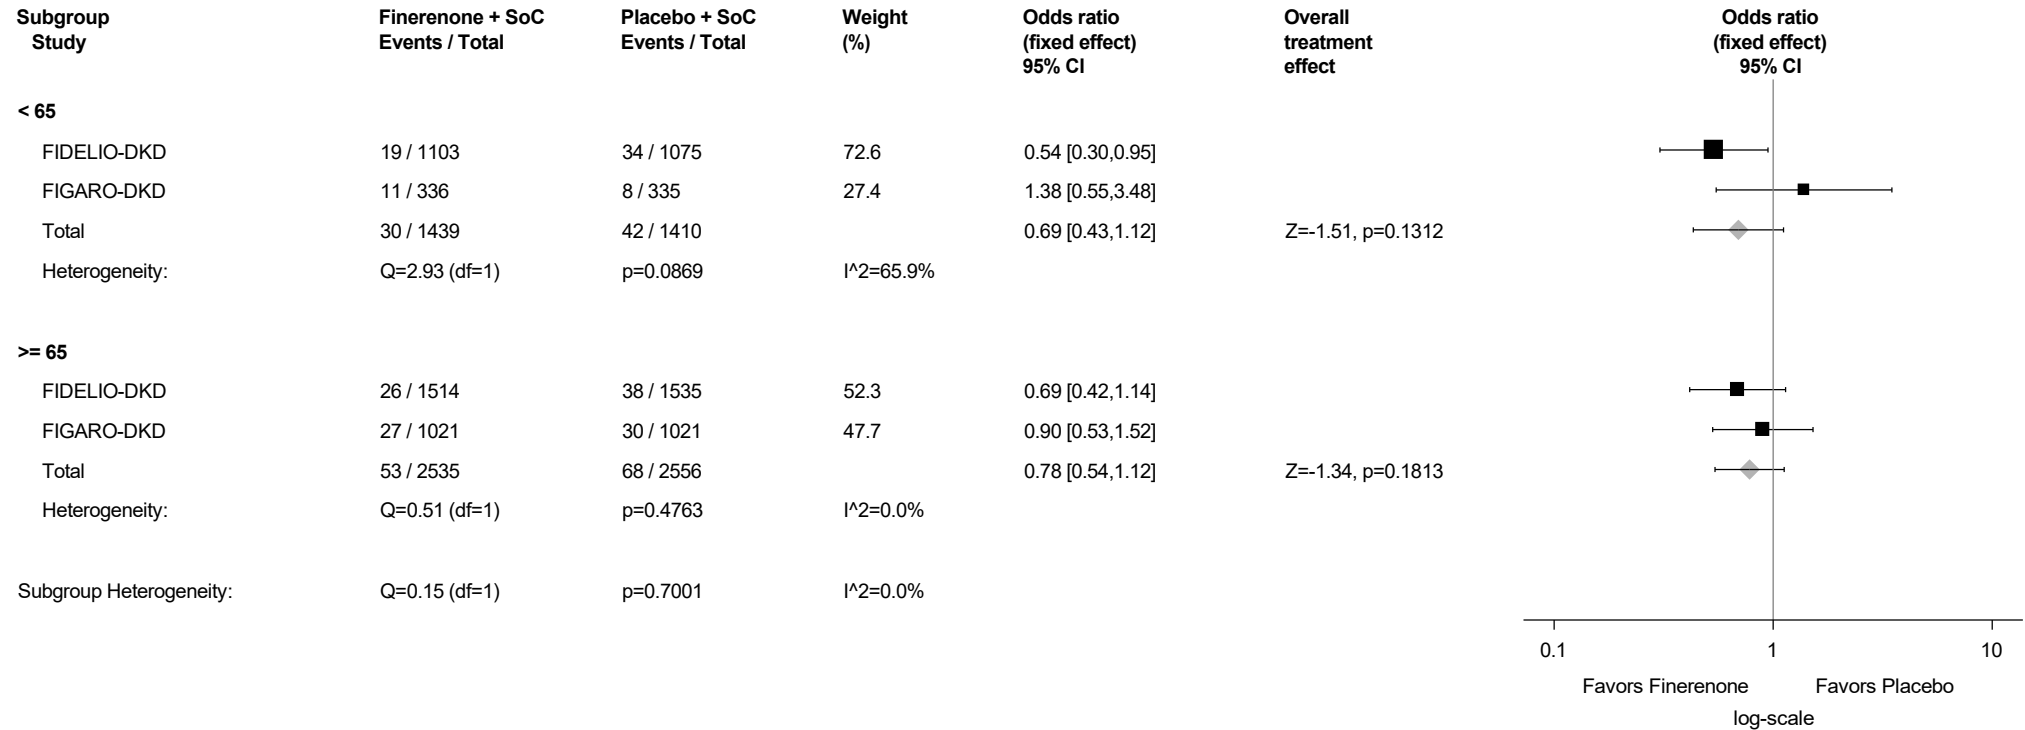 Subgroup Finerenone + SoC Placebo + SoC Weight Odds ratio Overall Odds ratio
Study Events / Total Events / Total (%) (fixed effect) treatment (fixed effect)
95% CI effect 95% CI
< 65
FIDELIO-DKD 19 / 1103 34 / 1075 72.6 0.54 [0.30,0.95]
FIGARO-DKD 11 / 336 8 / 335 27.4 1.38 [0.55,3.48]
Total 30 / 1439 42 / 1410 0.69 [0.43,1.12] Z=-1.51, p=0.1312
Heterogeneity: Q=2.93 (df=1) p=0.0869 I^2=65.9%
>= 65
FIDELIO-DKD 26 / 1514 38 / 1535 52.3 0.69 [0.42,1.14]
FIGARO-DKD 27 / 1021 30 / 1021 47.7 0.90 [0.53,1.52]
Total 53 / 2535 68 / 2556 0.78 [0.54,1.12] Z=-1.34, p=0.1813
Heterogeneity: Q=0.51 (df=1) p=0.4763 I^2=0.0%
Subgroup Heterogeneity: Q=0.15 (df=1) p=0.7001 I^2=0.0%
0.1 1 10
Favors Finerenone Favors Placebo
log-scale